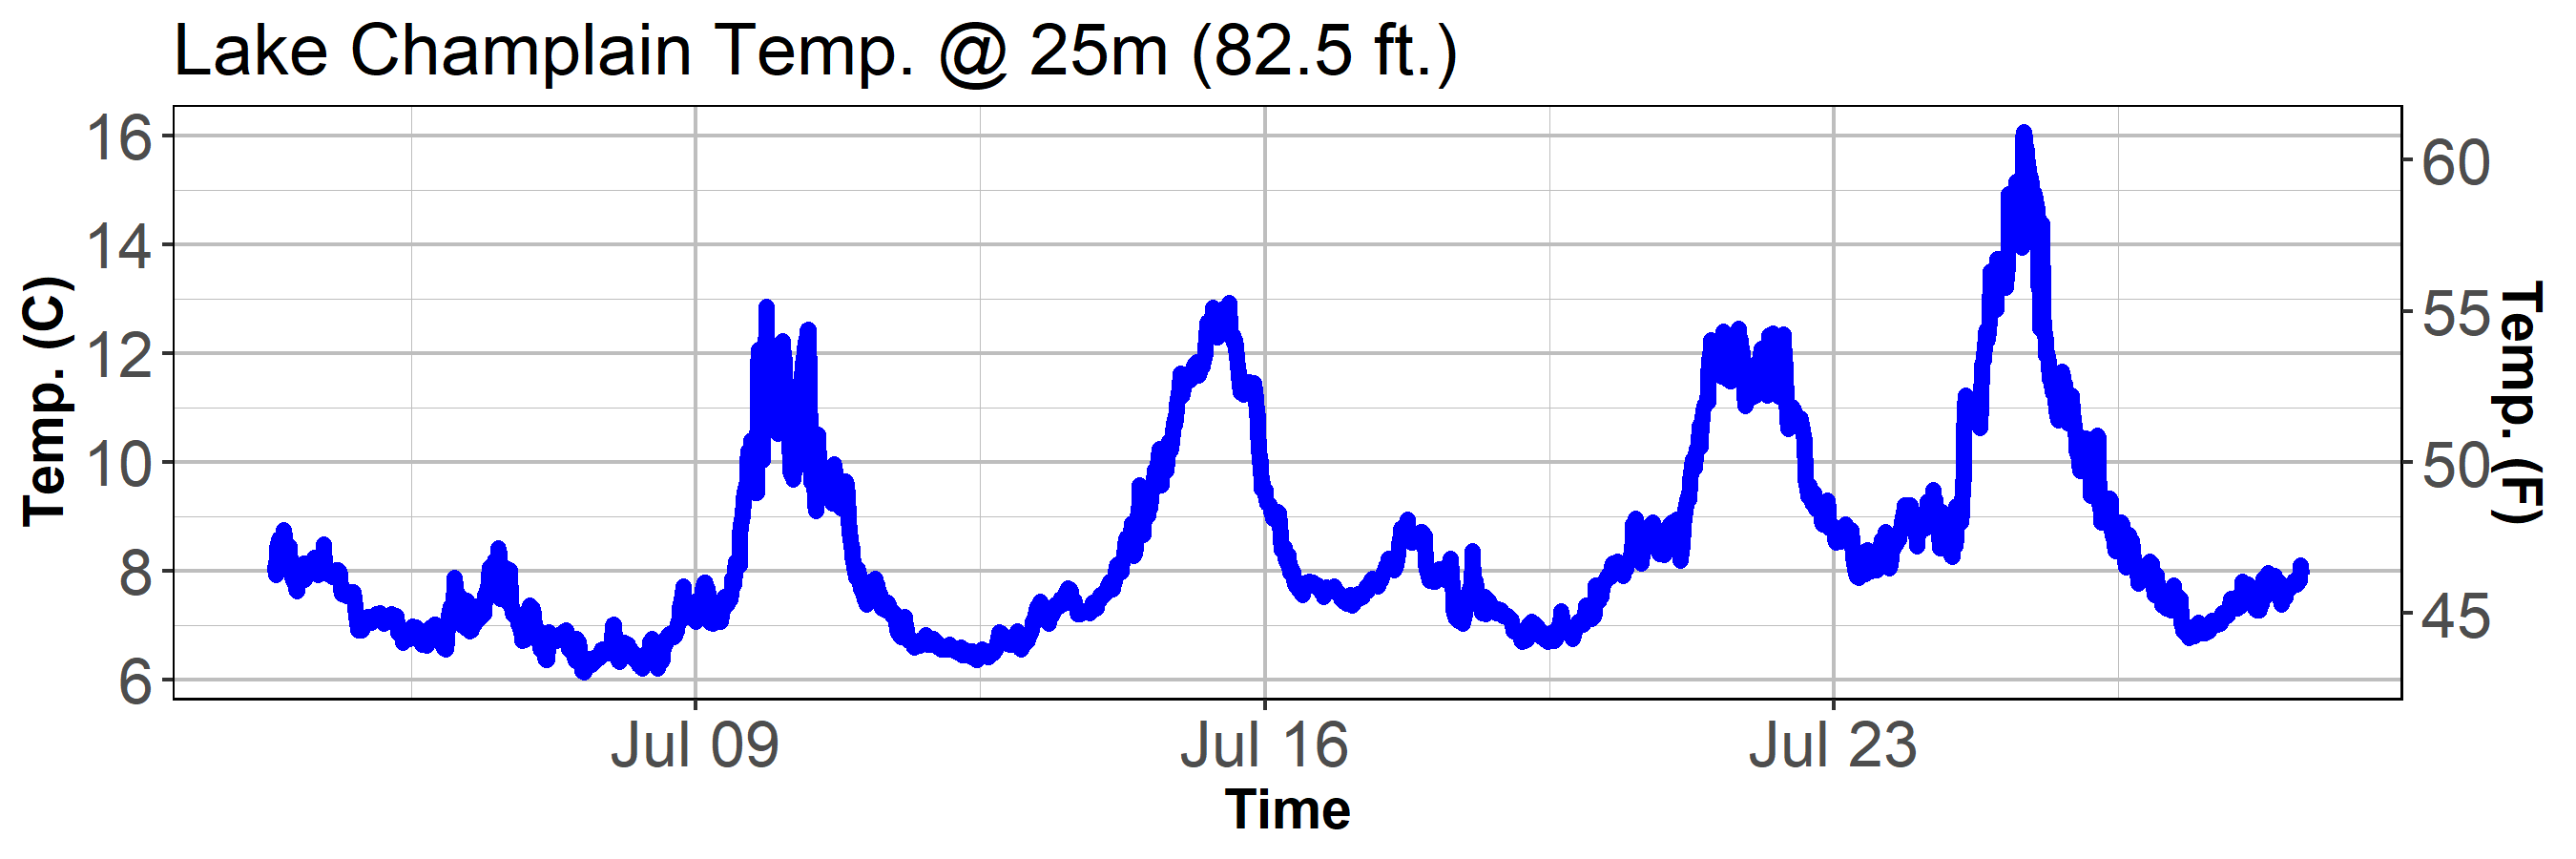 Lake Champlain Temp. @ 25m (82.5 ft.)
Temp. (C)
16
14
12
10
8
6
60
55
50
45
Temp. (F)
Jul 09
Jul 16
Jul 23
Time